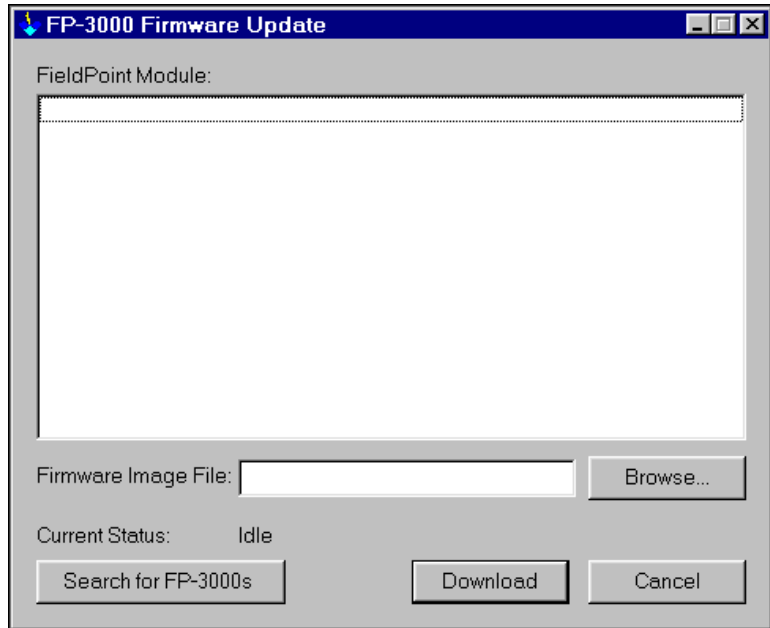 FP-3000 Firmware Update
FieldPoint Module:
Firmware Image File:
Browse...
Current Status: Idle
Search for FP-3000s
Download
Cancel